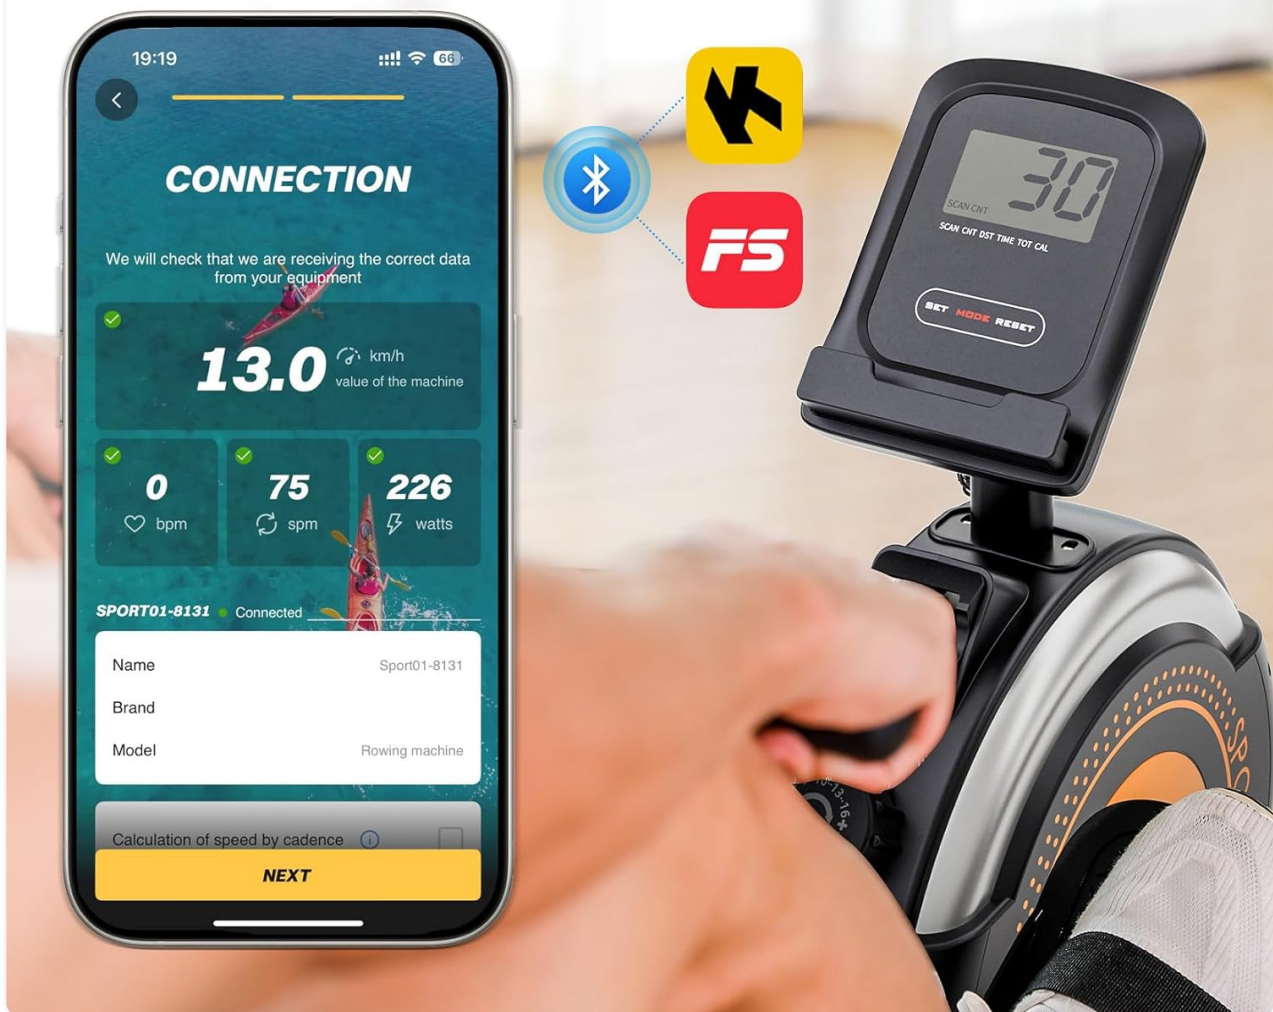 19:19
66
CONNECTION
We will check that we are receiving the correct data
from your equipment
13.0
km/h
value of the machine
0
bpm
75
spm
226
watts
SPORT01-8131
Connected
Name
Sport01-8131
Brand
Model
Rowing machine
Calculation of speed by cadence
NEXT
FS
30
SCAN CNT
SCAN CNT DST TIME TOT CAL
SET MODE RESET
SPO